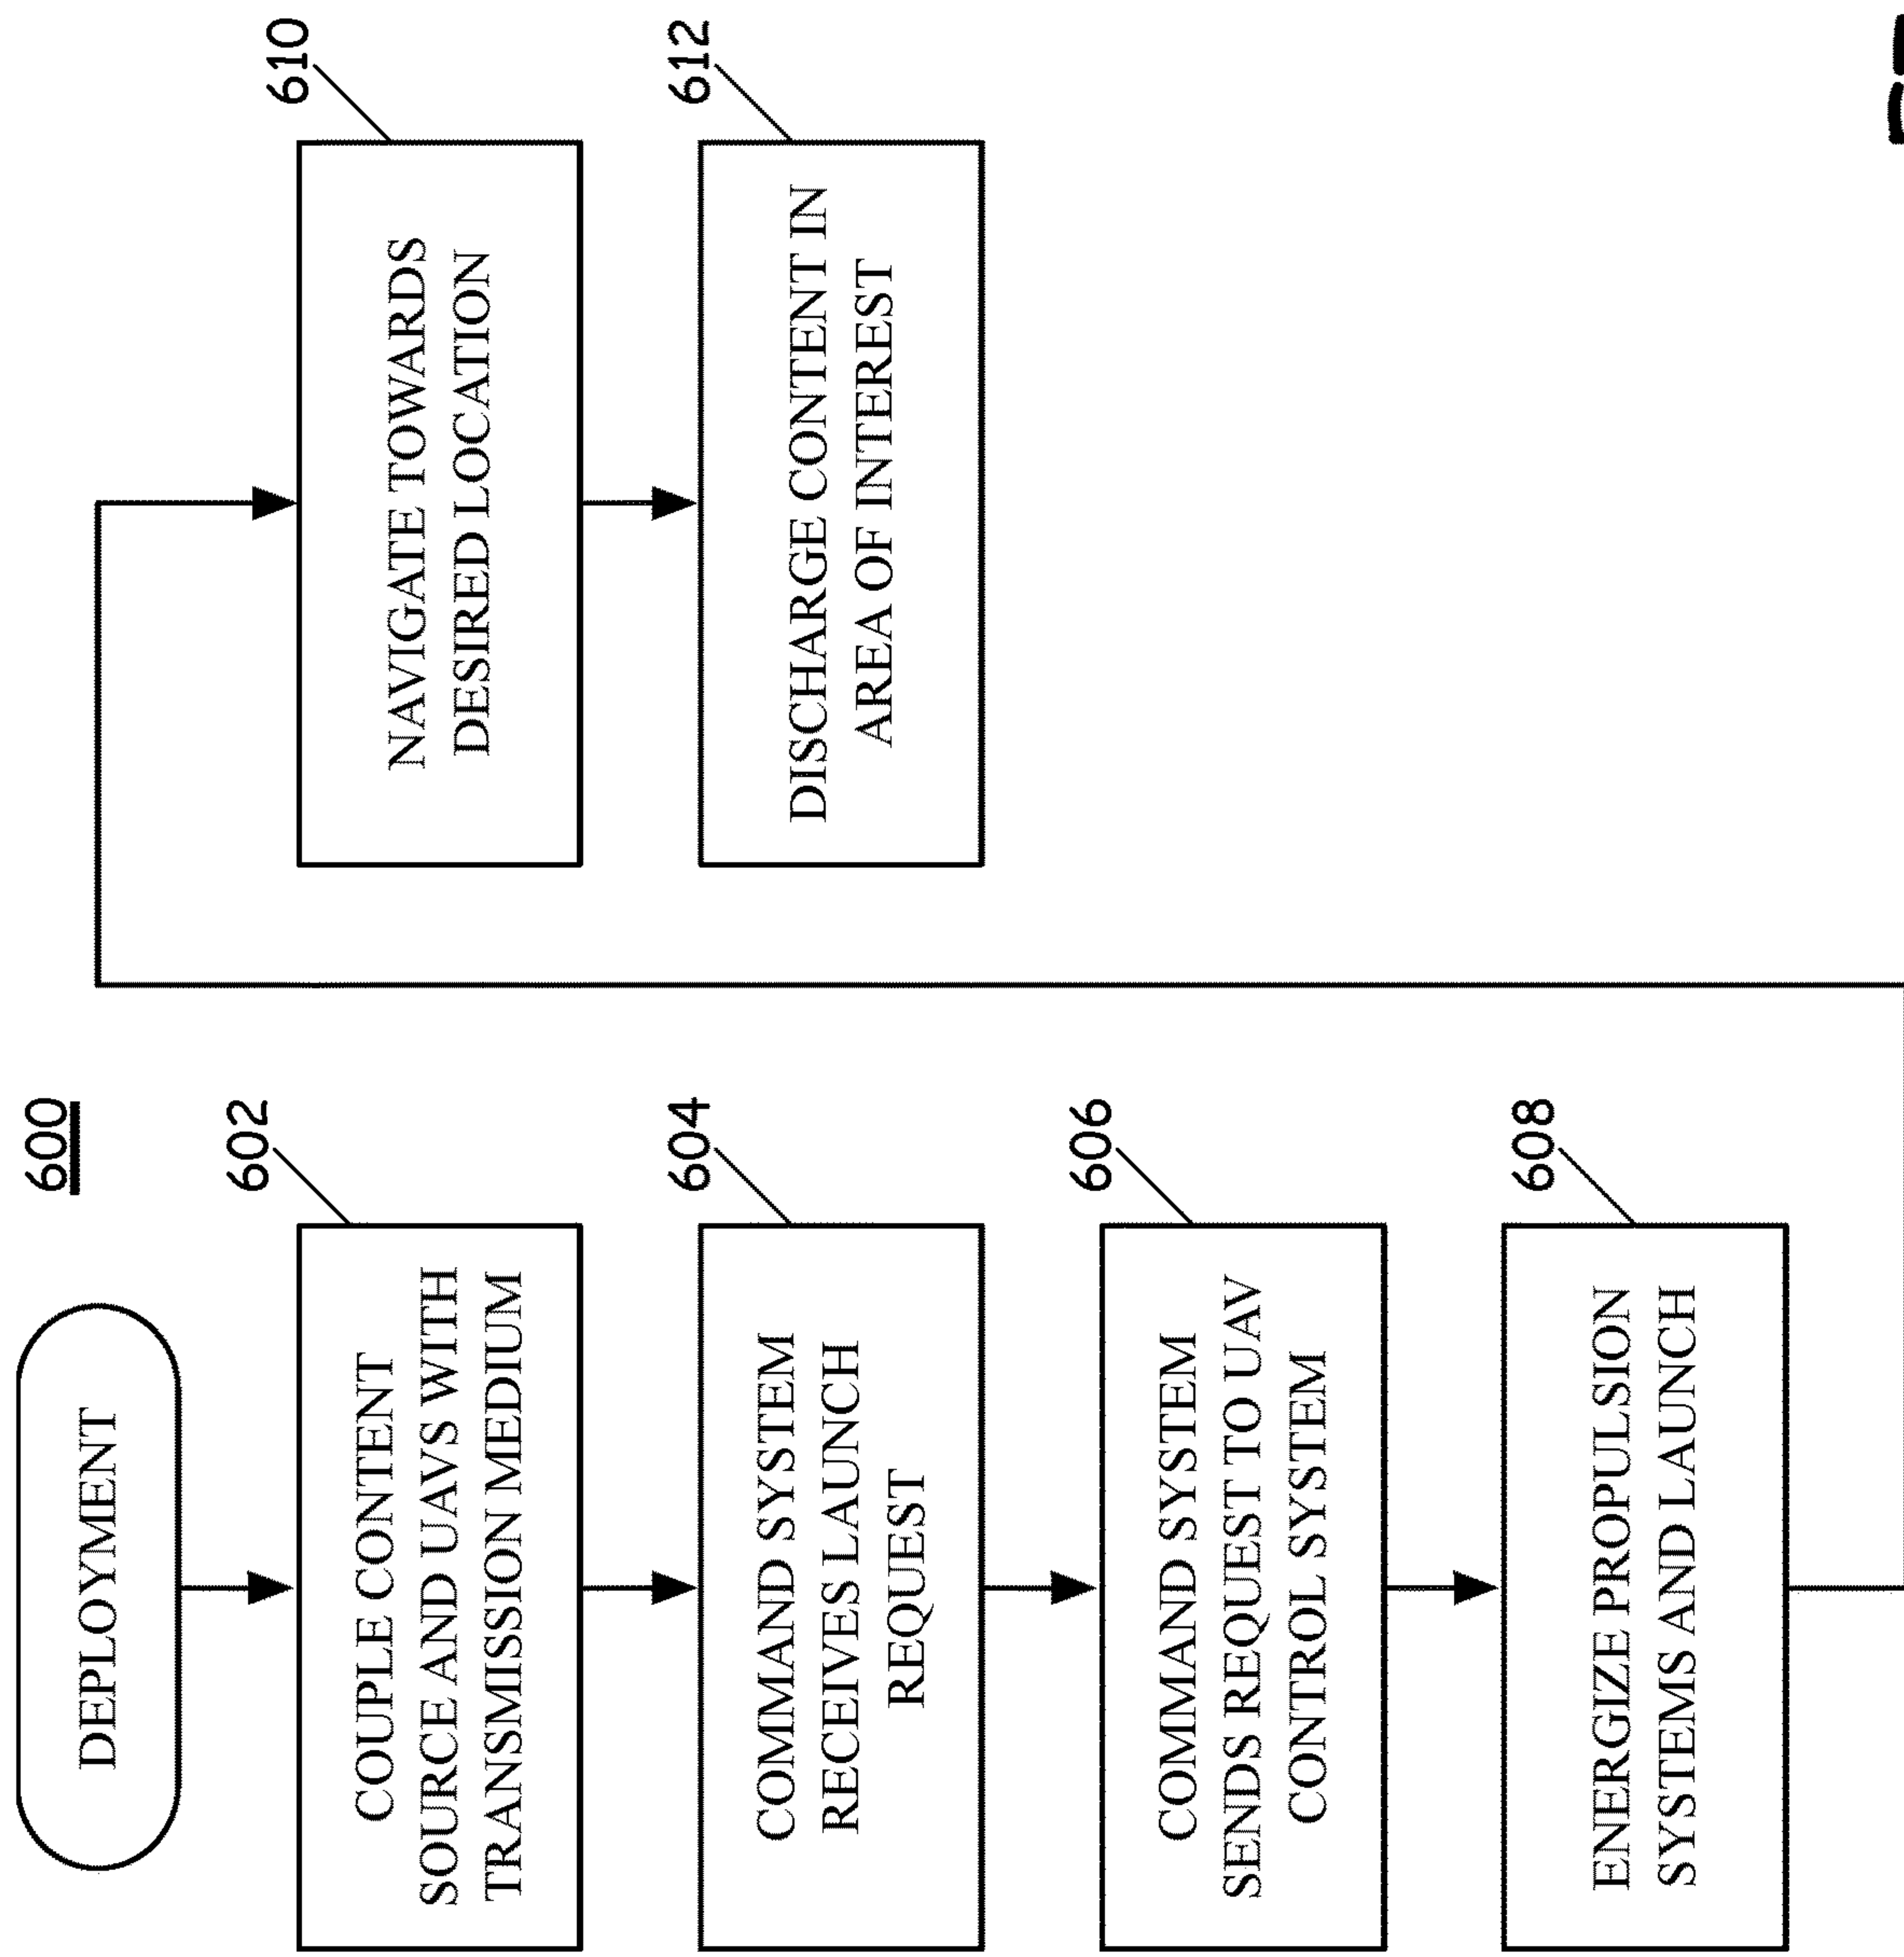 600
DEPLOYMENT
602
COUPLE CONTENT
SOURCE AND UAVS WITH
TRANSMISSION MEDIUM
604
COMMAND SYSTEM
RECEIVES LAUNCH
REQUEST
606
COMMAND SYSTEM
SENDS REQUEST TO UAV
CONTROL SYSTEM
608
ENERGIZE PROPULSION
SYSTEMS AND LAUNCH
610
NAVIGATE TOWARDS
DESIRED LOCATION
612
DISCHARGE CONTENT IN
AREA OF INTEREST